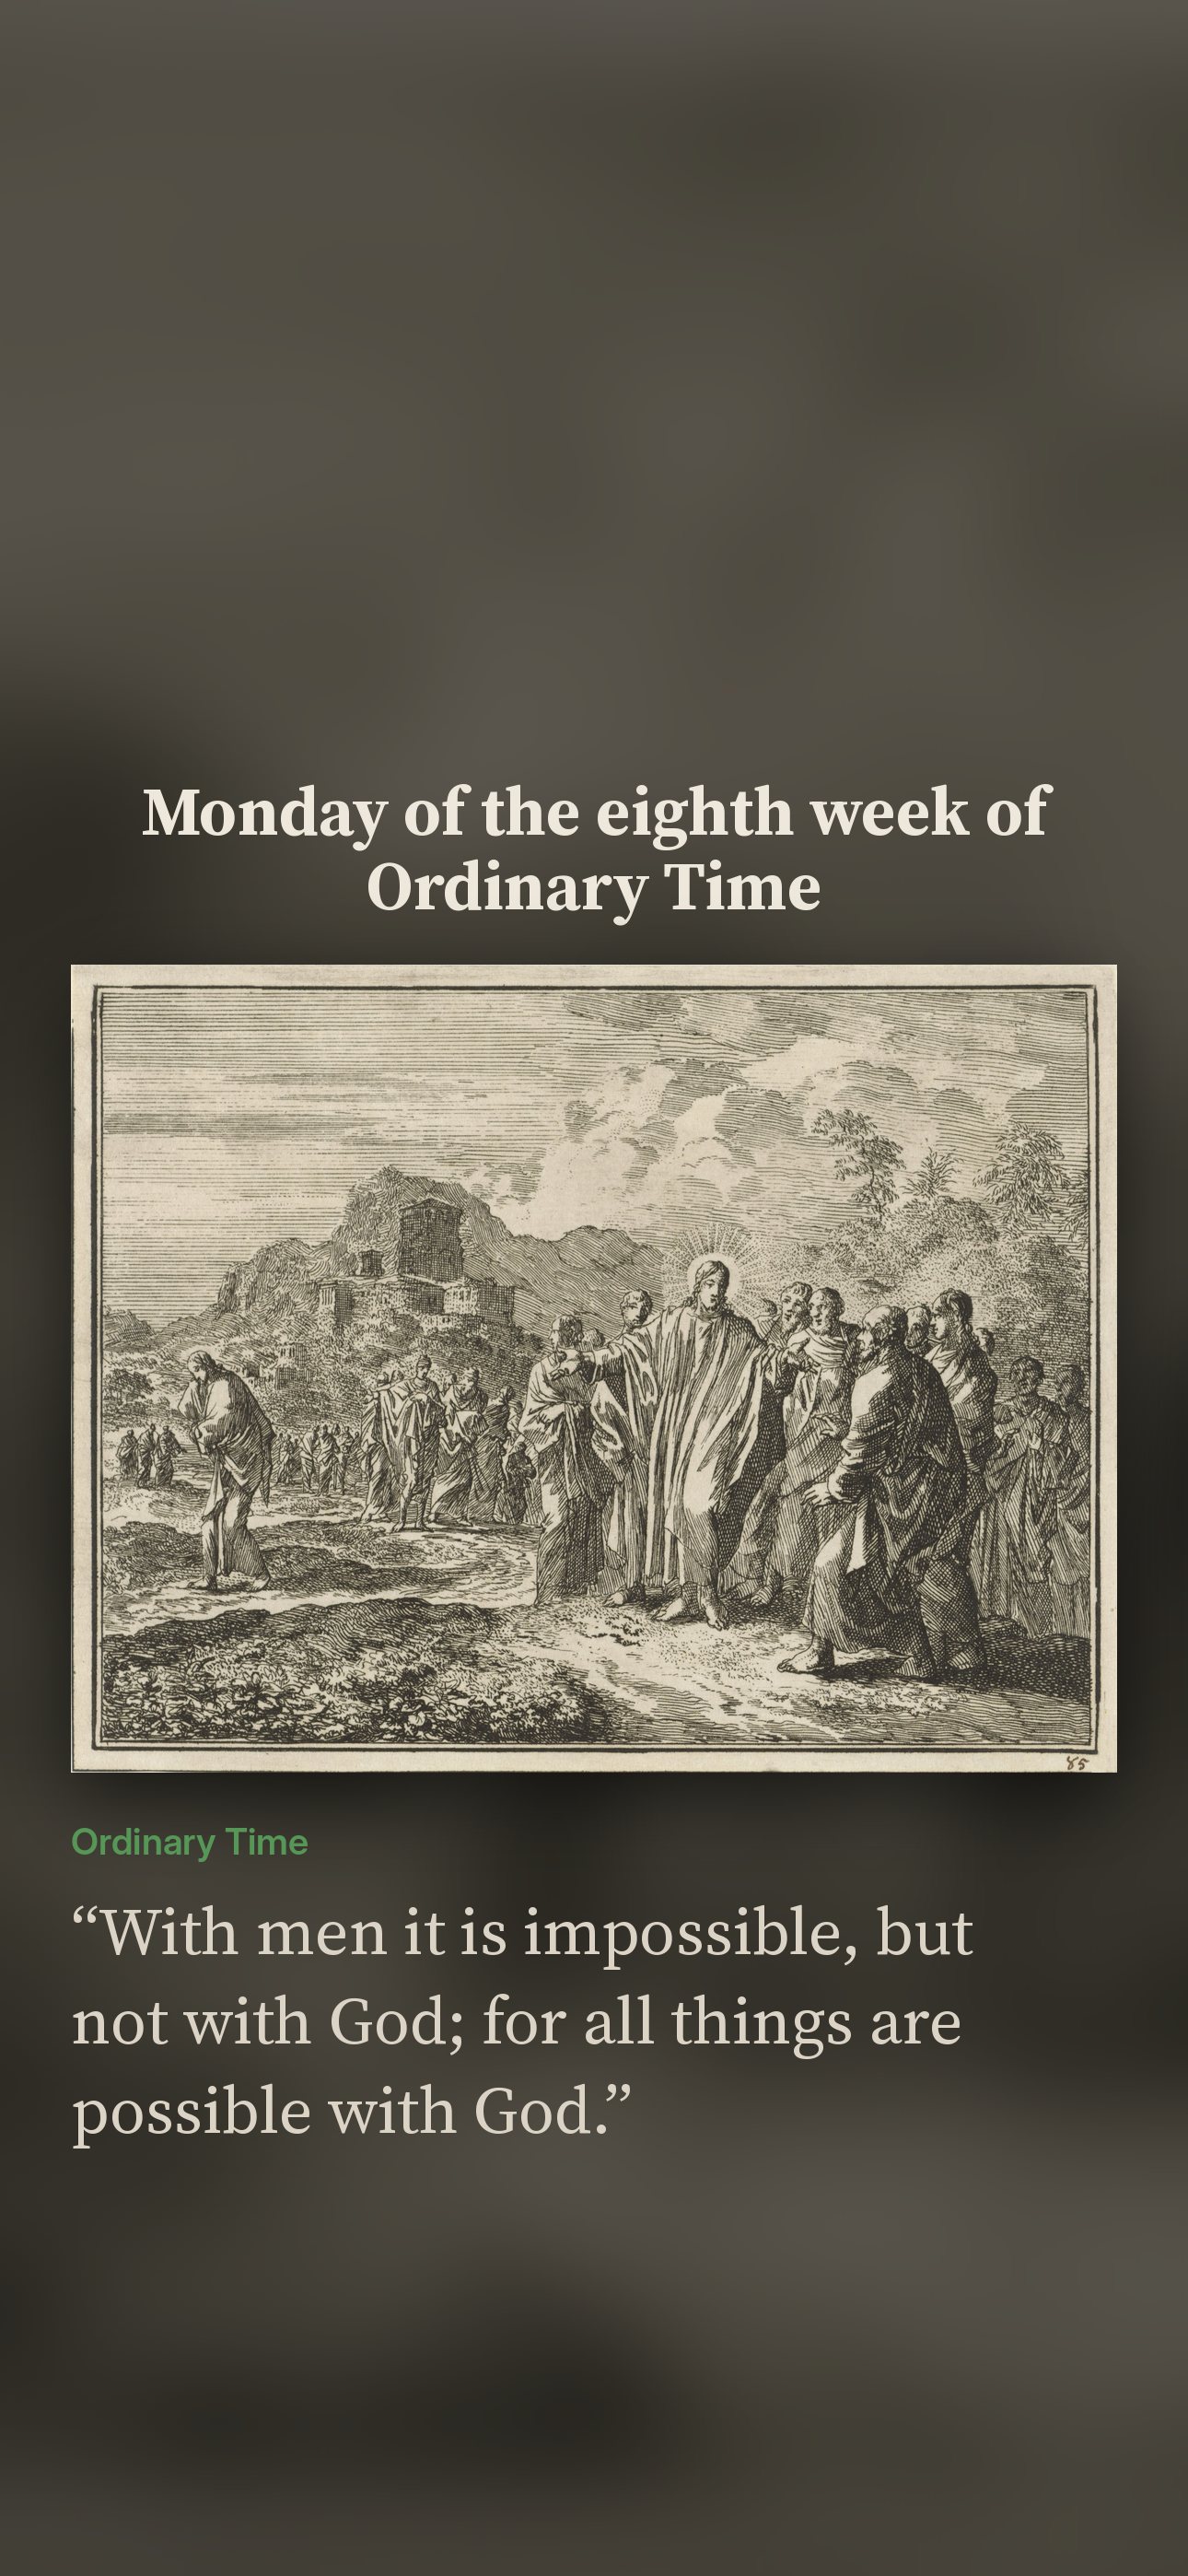 Monday of the eighth week of
Ordinary Time
85
Ordinary Time
“With men it is impossible, but
not with God; for all things are
possible with God.”